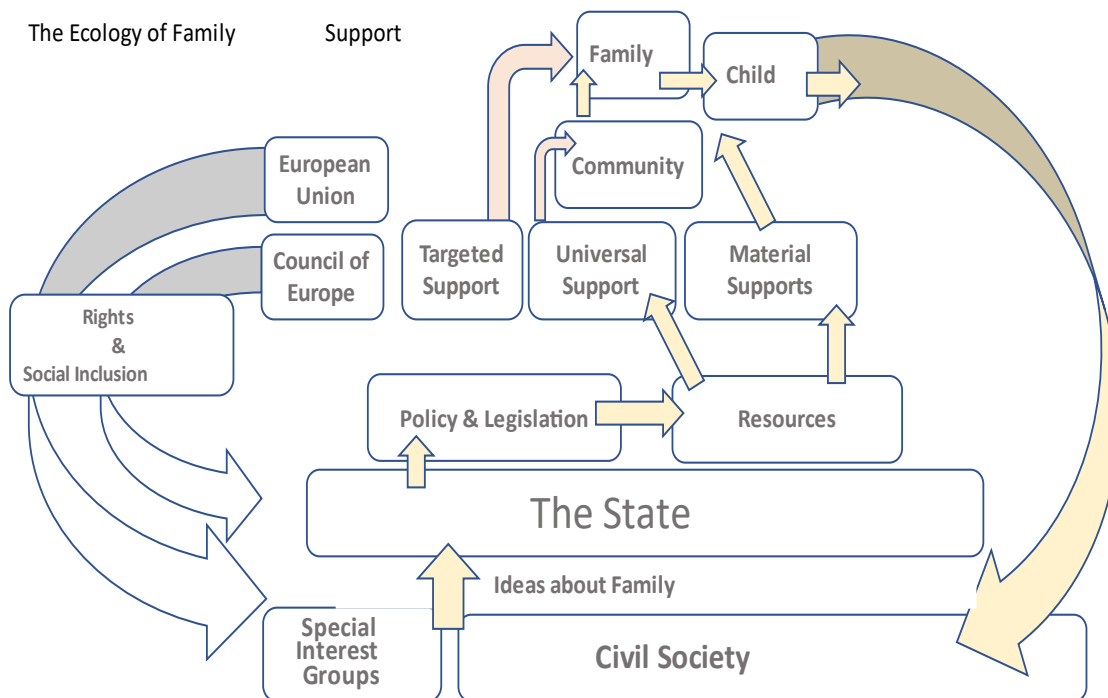 The Ecology of Family Support
Family
Child
Community
European
Union
Council of
Europe
Targeted
Support
Universal
Support
Material
Supports
Rights
&
Social Inclusion
Policy & Legislation
Resources
The State
Ideas about Family
Special
Interest
Groups
Civil Society